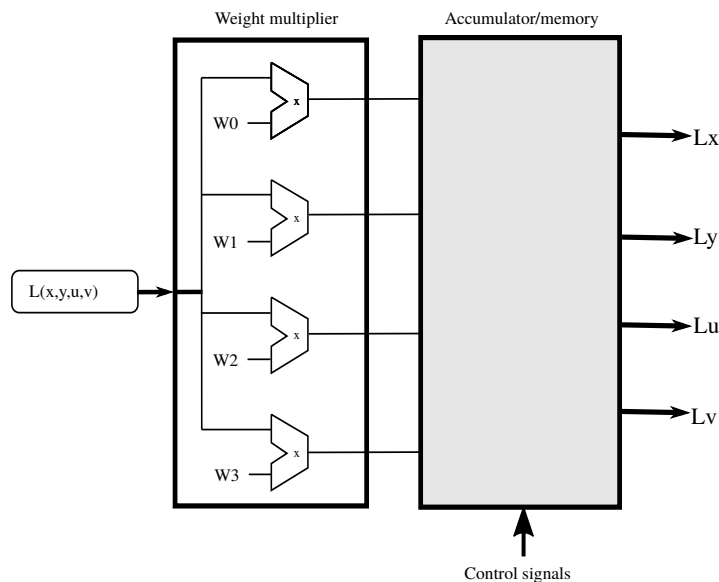 Weight multiplier
Accumulator/memory
x
W0
Lx
x
W1
Ly
L(x,y,u,v)
x
W2
Lu
x
W3
Lv
Control signals